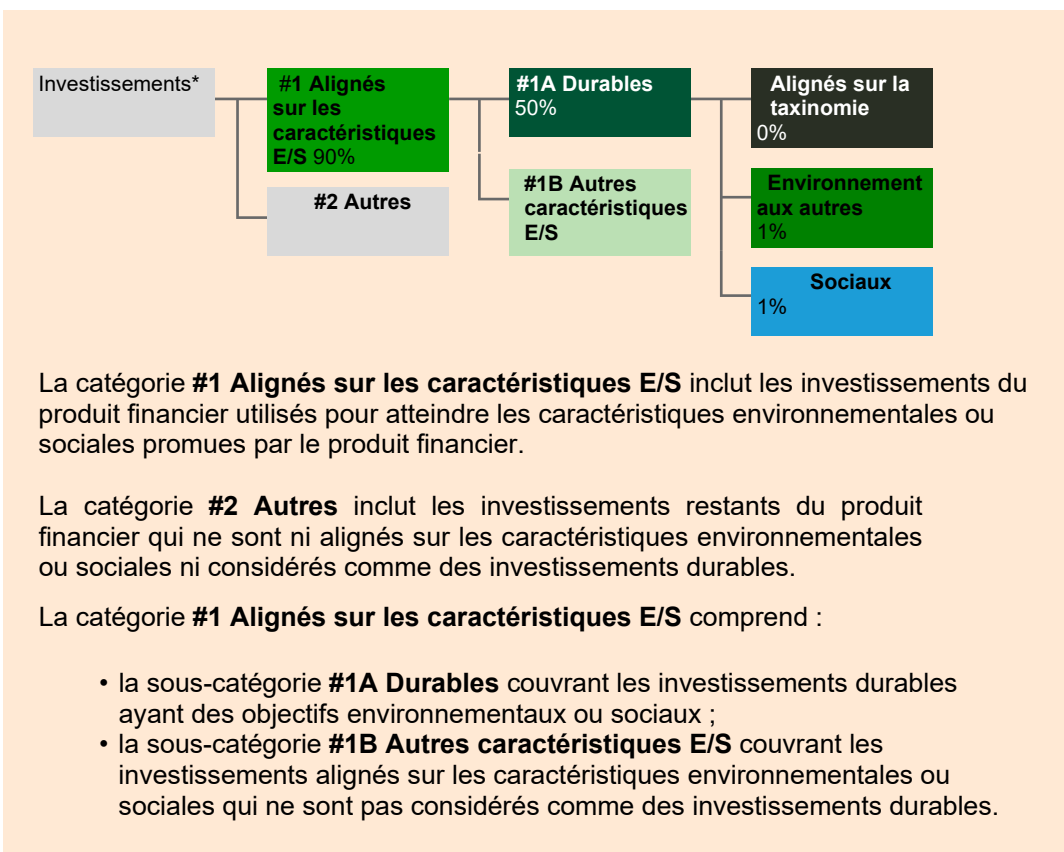 Investissements*
#1 Alignés
sur les
caractéristiques
E/S 90%
#2 Autres
#1A Durables
50%
#1B Autres
caractéristiques
E/S
Alignés sur la
taxinomie
0%
Environnement
aux autres
1%
Sociaux
1%
La catégorie #1 Alignés sur les caractéristiques E/S inclut les investissements du
produit financier utilisés pour atteindre les caractéristiques environnementales ou
sociales promues par le produit financier.
La catégorie #2 Autres inclut les investissements restants du produit
financier qui ne sont ni alignés sur les caractéristiques environnementales
ou sociales ni considérés comme des investissements durables.
La catégorie #1 Alignés sur les caractéristiques E/S comprend :
• la sous-catégorie #1A Durables couvrant les investissements durables
ayant des objectifs environnementaux ou sociaux ;
• la sous-catégorie #1B Autres caractéristiques E/S couvrant les
investissements alignés sur les caractéristiques environnementales ou
sociales qui ne sont pas considérés comme des investissements durables.